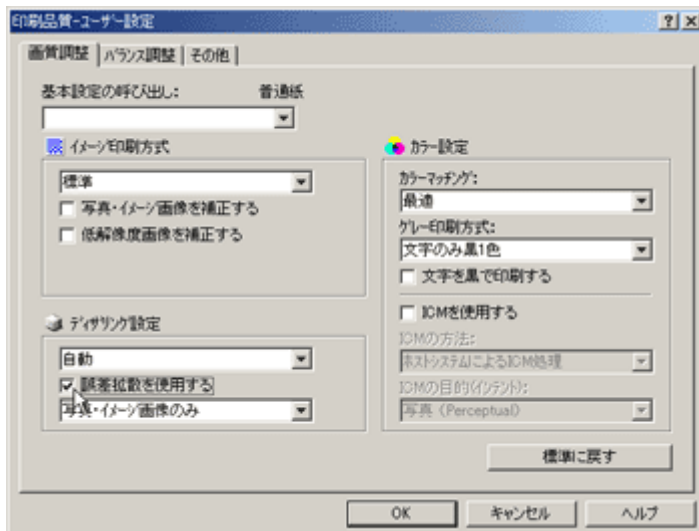 印刷品質-ユーザー設定
画質調整 バランス調整 その他
基本設定の呼び出し: 普通紙
イメージ印刷方式
標準
写真・イメージ画像を補正する
低解像度画像を補正する
ディザリング設定
自動
誤差拡散を使用する
写真・イメージ画像のみ
カラー設定
カラーマッチング:
最適
グレー印刷方式:
文字のみ黒1色
文字を黒で印刷する
ICMを使用する
ICMの方法:
ホストシステムによるICM処理
ICMの目的(インテント):
写真 (Perceptual)
標準に戻す
OK キャンセル ヘルプ